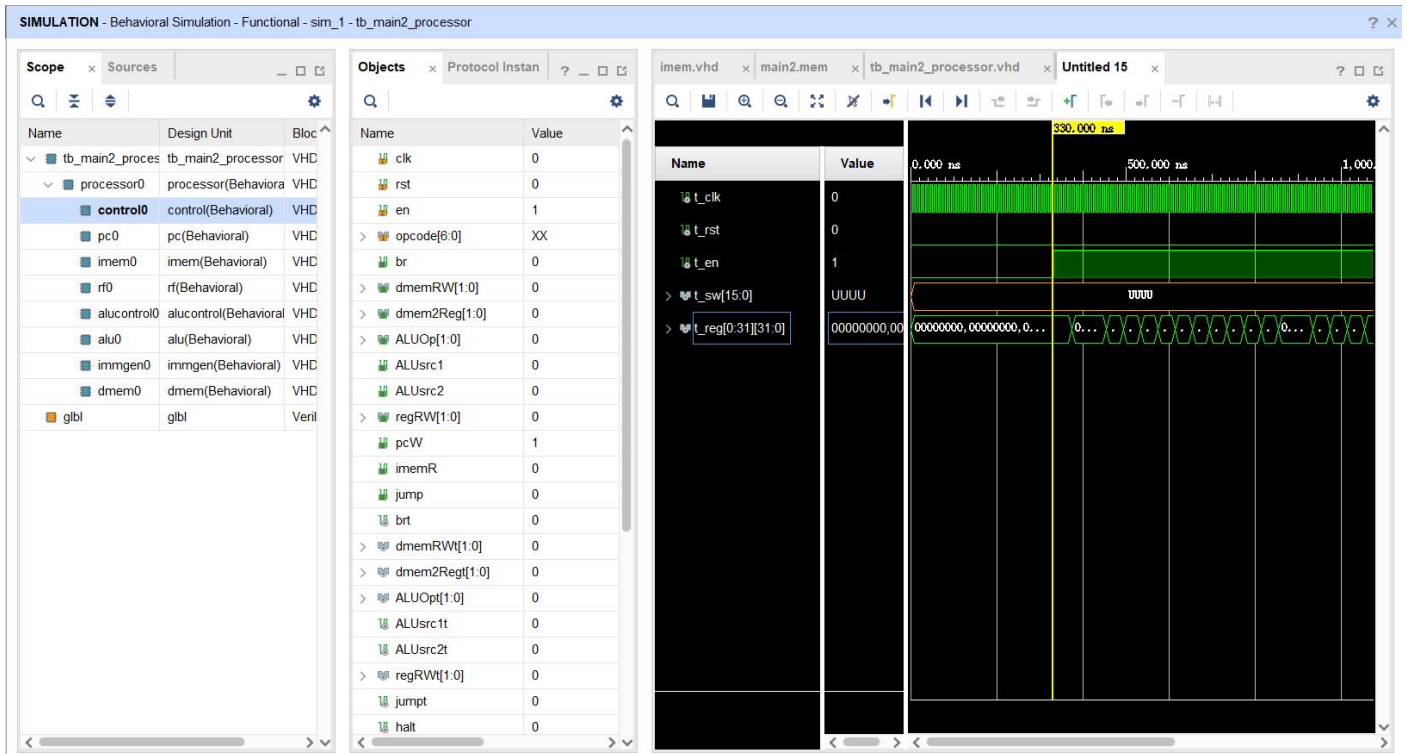 SIMULATION - Behavioral Simulation - Functional - sim_1 - tb_main2_processor
Scope Sources
Name Design Unit Bloc
tb_main2_proces tb_main2_processor VHD
processor0 processor(Behaviora VHD
control0 control(Behavioral) VHD
pc0 pc(Behavioral) VHD
imem0 imem(Behavioral) VHD
rf0 rf(Behavioral) VHD
alucontrol0 alucontrol(Behavioral VHD
alu0 alu(Behavioral) VHD
immgen0 immgen(Behavioral) VHD
dmem0 dmem(Behavioral) VHD
glbl glbl Veril
Objects Protocol Instan
Name Value
clk 0
rst 0
en 1
opcode[6:0] XX
br 0
dmemRW[1:0] 0
dmem2Reg[1:0] 0
ALUOp[1:0] 0
ALUsrc1 0
ALUsrc2 0
regRW[1:0] 0
pcW 1
imemR 0
jump 0
brt 0
dmemRWt[1:0] 0
dmem2Regt[1:0] 0
ALUOpt[1:0] 0
ALUsrc1t 0
ALUsrc2t 0
regRWt[1:0] 0
jumpt 0
halt 0
imem.vhd main2.mem tb_main2_processor.vhd Untitled 15
330.000 ns
Name Value 0.000 ns 500.000 ns 1,000.
t_clk 0
t_rst 0
t_en 1
t_sw[15:0] UUUU UUUU
t_reg[0:31][31:0] 00000000,00 00000000,00000000,0... 0... . . . . . . . 0... . . .